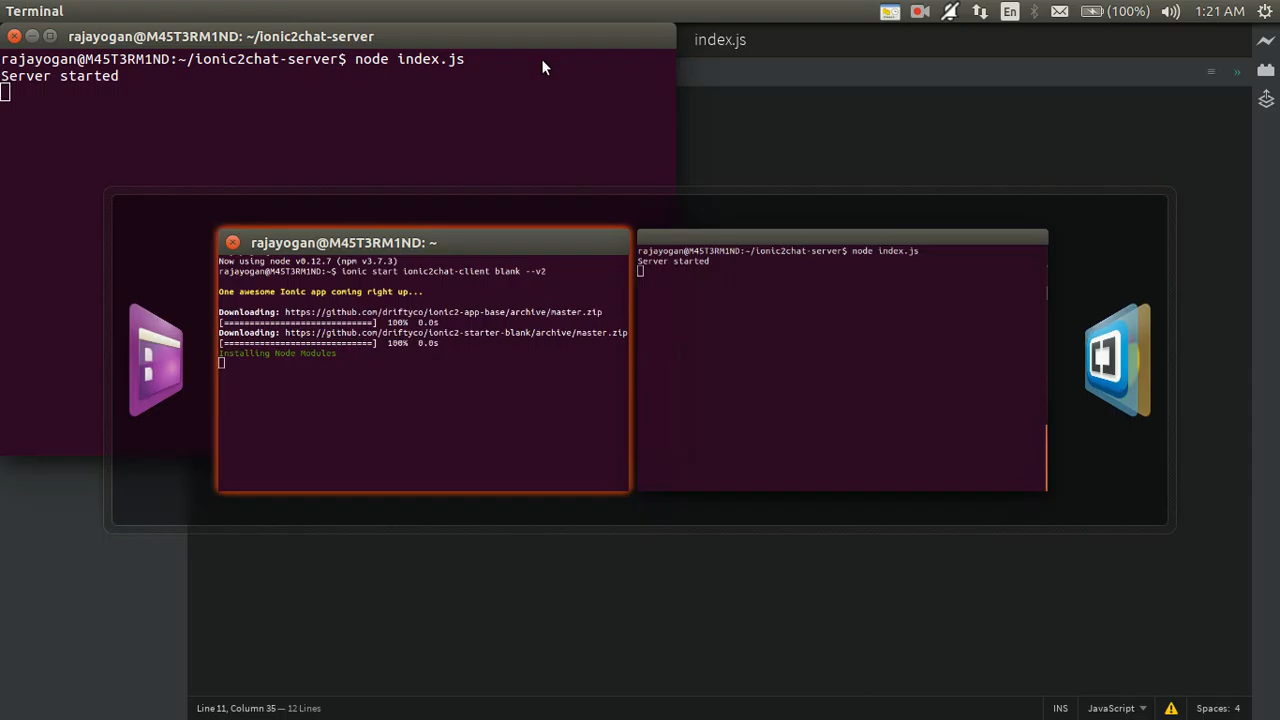 Terminal
En
(100%)
1:21 AM
rajayogan@M45T3RM1ND: ~/ionic2chat-server
index.js
rajayogan@M45T3RM1ND:~/ionic2chat-server$ node index.js
Server started
rajayogan@M45T3RM1ND: ~
Now using node v0.12.7 (npm v3.7.3)
rajayogan@M45T3RM1ND:~$ ionic start ionic2chat-client blank --v2
One awesome Ionic app coming right up...
Downloading: https://github.com/driftyco/ionic2-app-base/archive/master.zip
[=============================] 100% 0.0s
Downloading: https://github.com/driftyco/ionic2-starter-blank/archive/master.zip
[=============================] 100% 0.0s
Installing Node Modules
rajayogan@M45T3RM1ND:~/ionic2chat-server$ node index.js
Server started
Line 11, Column 35 — 12 Lines
INS
JavaScript
Spaces: 4